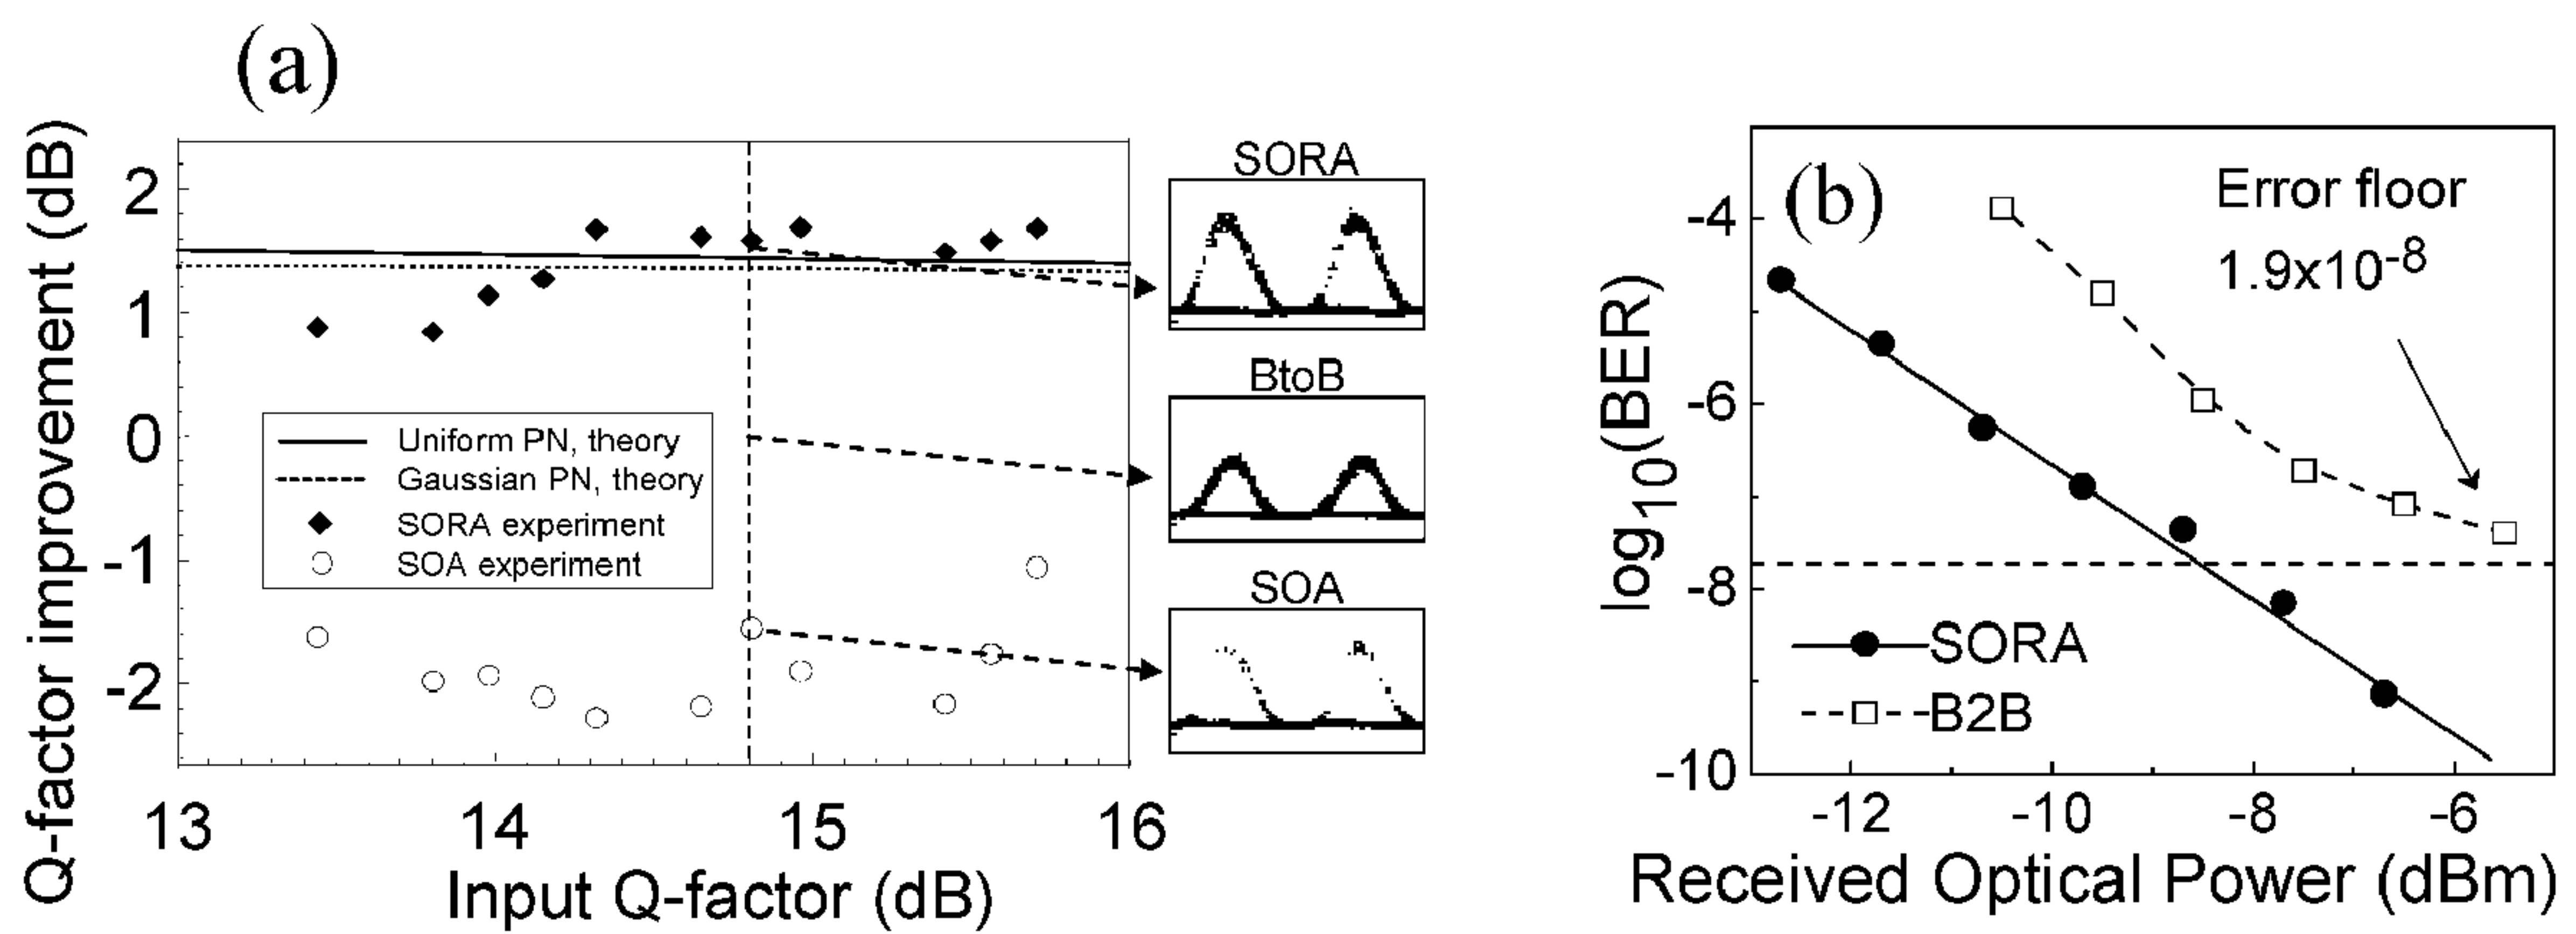 (a)
Q-factor improvement (dB)
2
1
0
-1
-2
Uniform PN, theory
Gaussian PN, theory
SORA experiment
SOA experiment
13 14 15 16
Input Q-factor (dB)
SORA
BtoB
SOA
(b)
Error floor
1.9x10-8
log10(BER)
-4
-6
-8
-10
SORA
B2B
-12 -10 -8 -6
Received Optical Power (dBm)